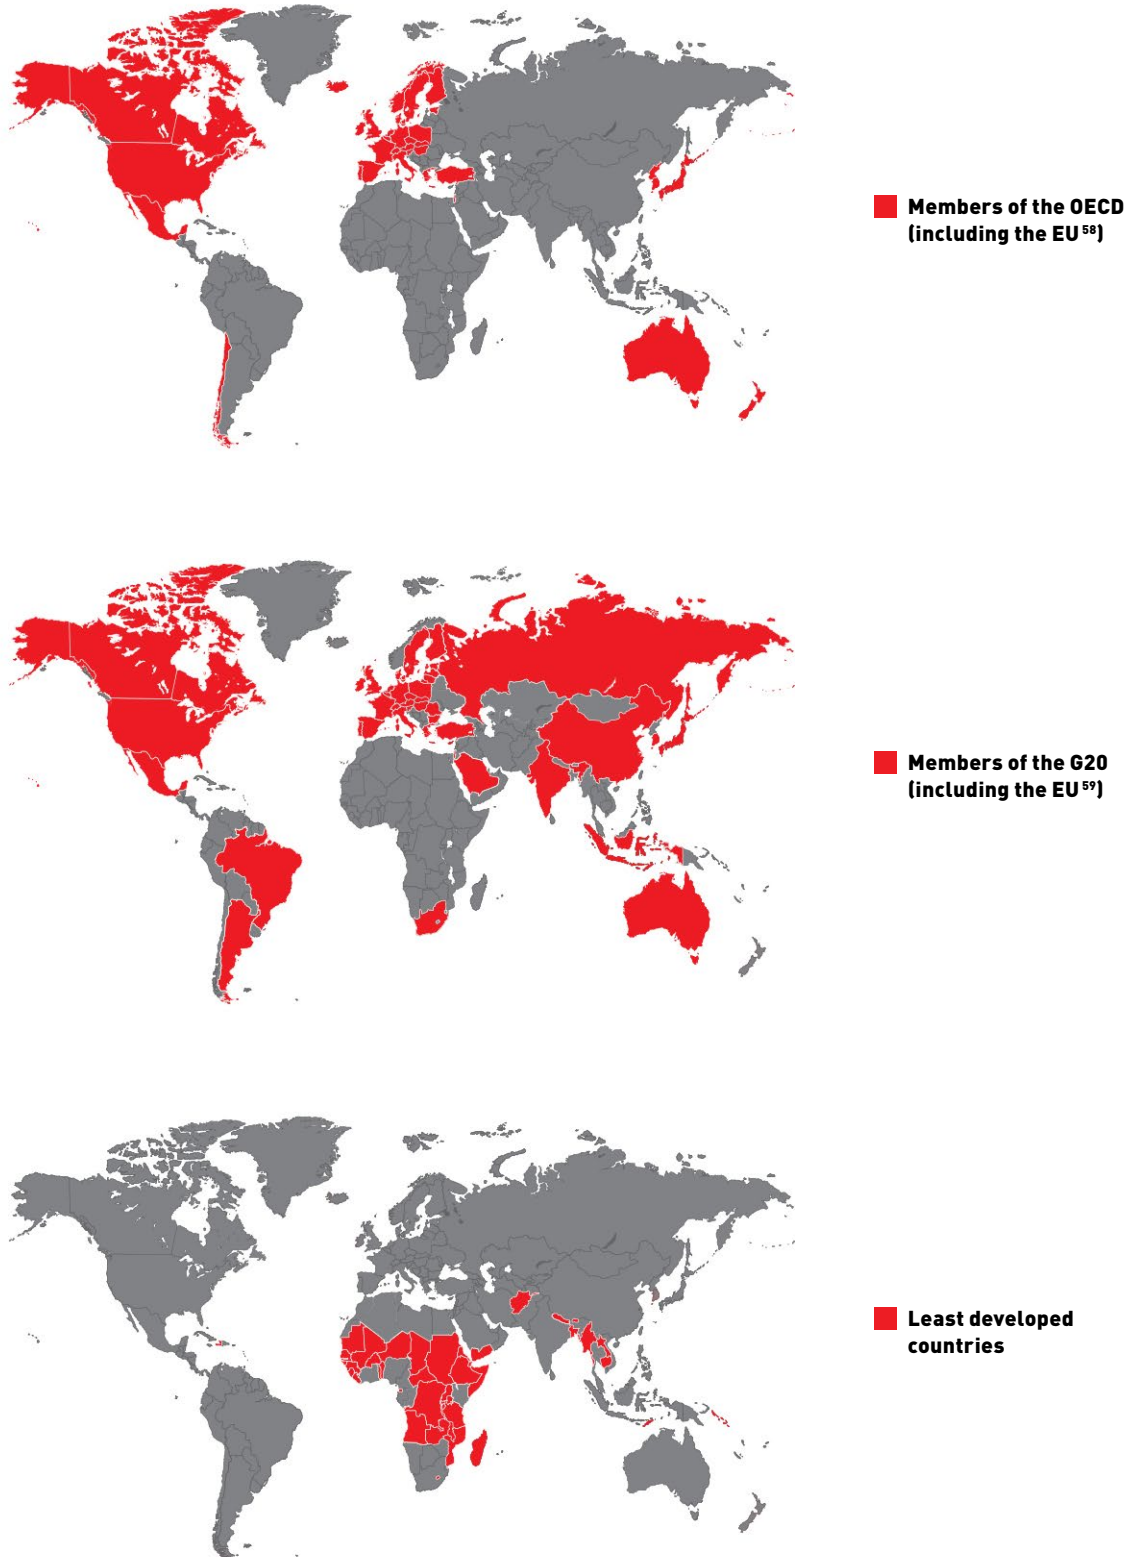 Members of the OECD
(including the EU 58)
Members of the G20
(including the EU 59)
Least developed
countries